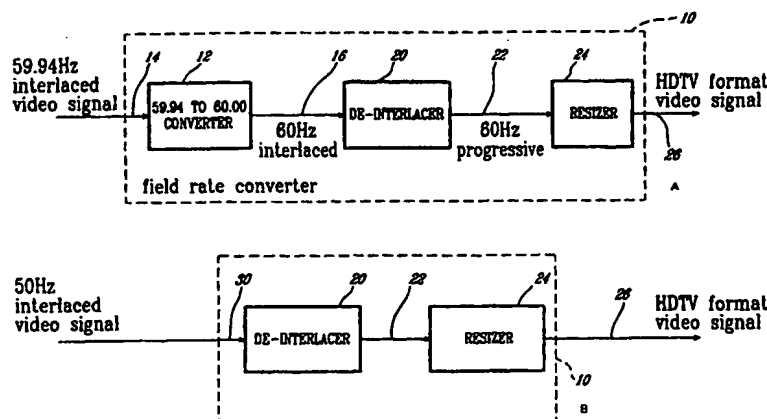 10
59.94Hz
interlaced
video signal
14
12
59.94 TO 60.00
CONVERTER
16
60Hz
interlaced
20
DE-INTERLACER
22
60Hz
progressive
24
RESIZER
HDTV format
video signal
26
field rate converter
A
50Hz
interlaced
video signal
30
20
DE-INTERLACER
22
24
RESIZER
26
HDTV format
video signal
10
B